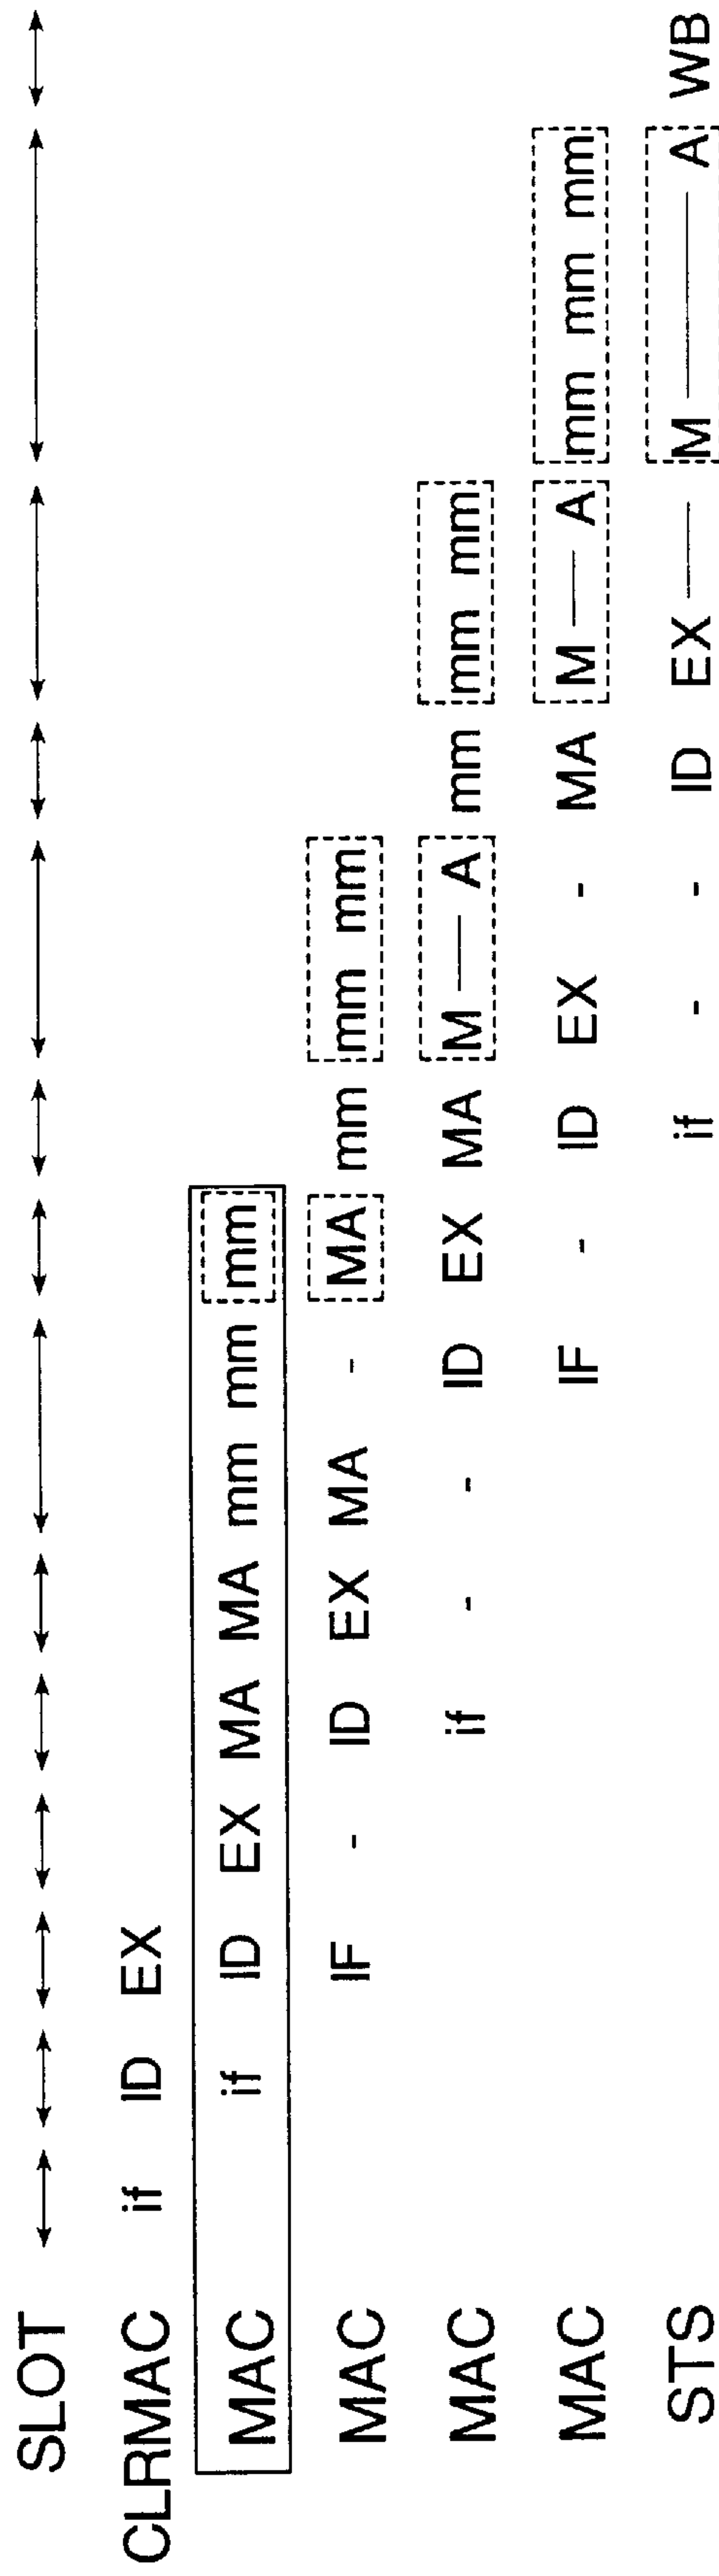 SLOT
CLRMAC if ID EX
MAC if ID EX MA MA mm mm mm
MAC IF - ID EX MA - MA mm mm mm
MAC if - - ID EX MA M — A mm mm mm
MAC IF - ID EX - MA M — A mm mm mm
STS if - - ID EX — M — A WB